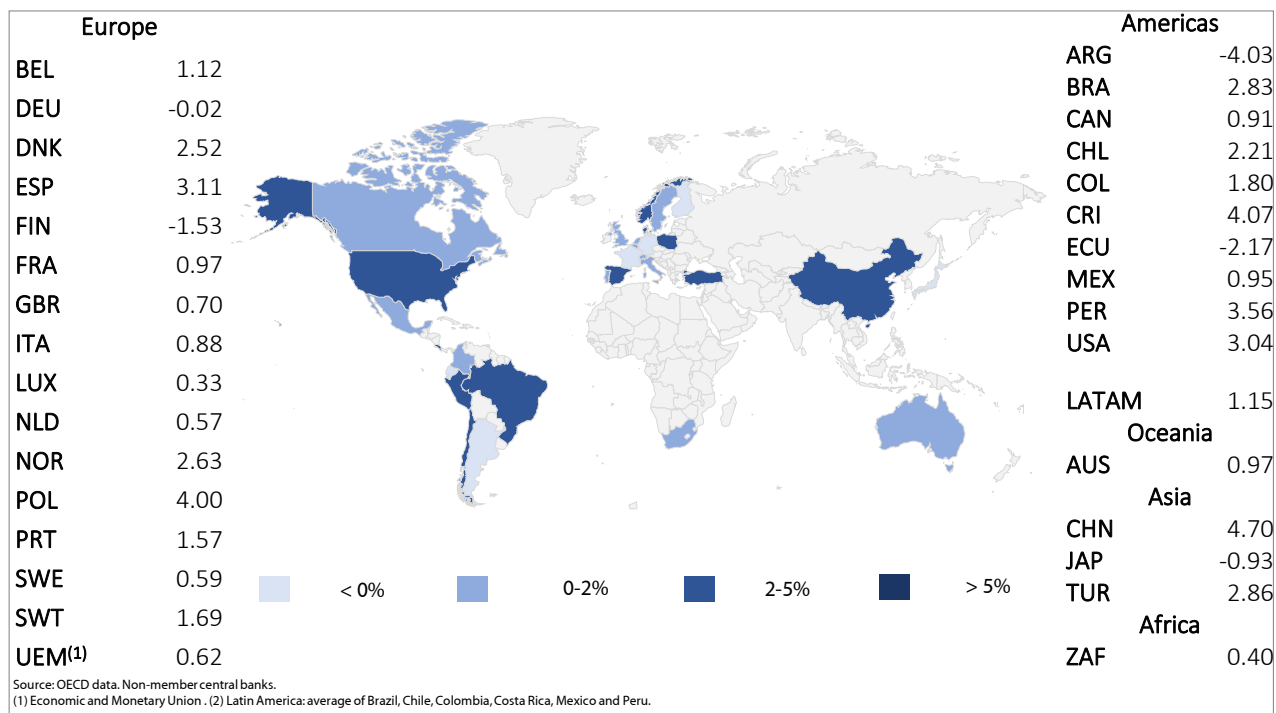 Europe
BEL 1.12
DEU -0.02
DNK 2.52
ESP 3.11
FIN -1.53
FRA 0.97
GBR 0.70
ITA 0.88
LUX 0.33
NLD 0.57
NOR 2.63
POL 4.00
PRT 1.57
SWE 0.59
SWT 1.69
UEM(1) 0.62
< 0% 0-2% 2-5% > 5%
Americas
ARG -4.03
BRA 2.83
CAN 0.91
CHL 2.21
COL 1.80
CRI 4.07
ECU -2.17
MEX 0.95
PER 3.56
USA 3.04
LATAM 1.15
Oceania
AUS 0.97
Asia
CHN 4.70
JAP -0.93
TUR 2.86
Africa
ZAF 0.40
Source: OECD data. Non-member central banks.
(1) Economic and Monetary Union . (2) Latin America: average of Brazil, Chile, Colombia, Costa Rica, Mexico and Peru.